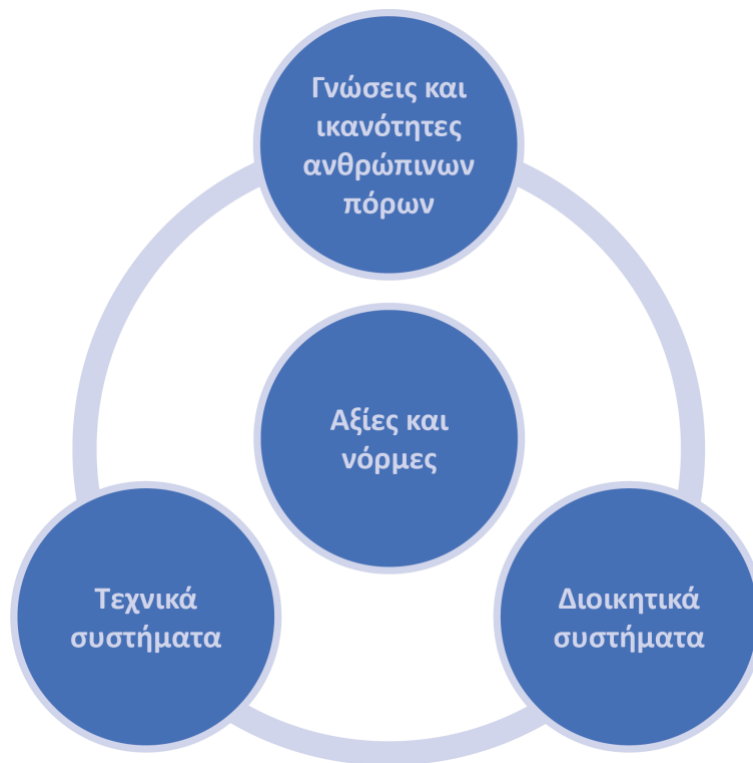 Γνώσεις και
ικανότητες
ανθρώπινων
πόρων
Αξίες και
νόρμες
Τεχνικά
συστήματα
Διοικητικά
συστήματα